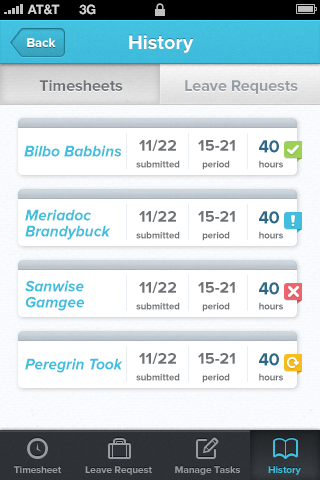 AT&T 3G
Back History
Timesheets Leave Requests
Bilbo Babbins 11/22 submitted 15-21 period 40 hours
Meriadoc Brandybuck 11/22 submitted 15-21 period 40 hours
Sanwise Gamgee 11/22 submitted 15-21 period 40 hours
Peregrin Took 11/22 submitted 15-21 period 40 hours
Timesheet Leave Request Manage Tasks History